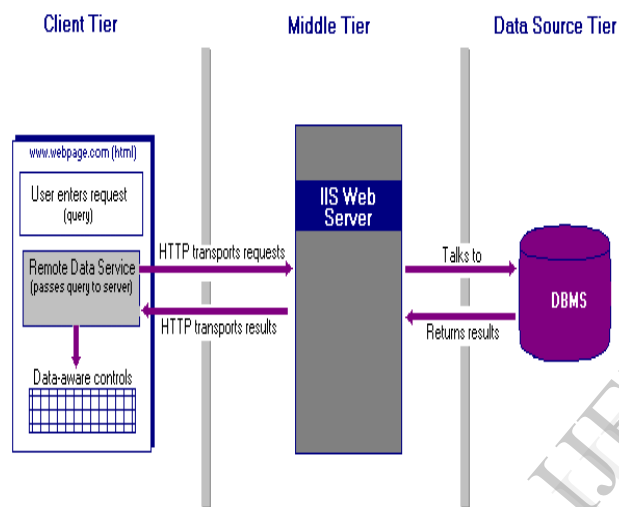 Client Tier
Middle Tier
Data Source Tier
www.webpage.com (html)
User enters request
(query)
Remote Data Service
(passes query to server)
Data-aware controls
HTTP transports requests
HTTP transports results
IIS Web
Server
Talks to
Returns results
DBMS